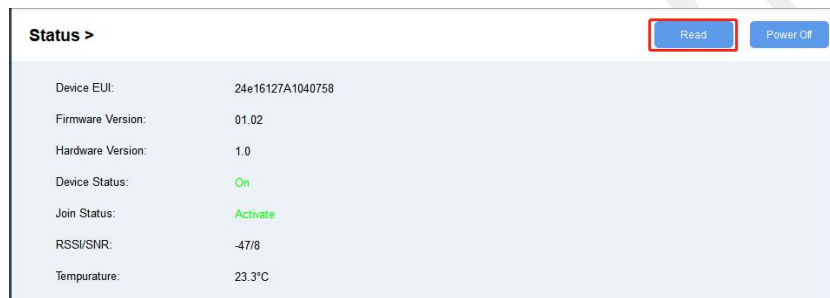 Status > Read Power Off
Device EUI: 24e16127A1040758
Firmware Version: 01.02
Hardware Version: 1.0
Device Status: On
Join Status: Activate
RSSI/SNR: -47/8
Tempurature: 23.3°C